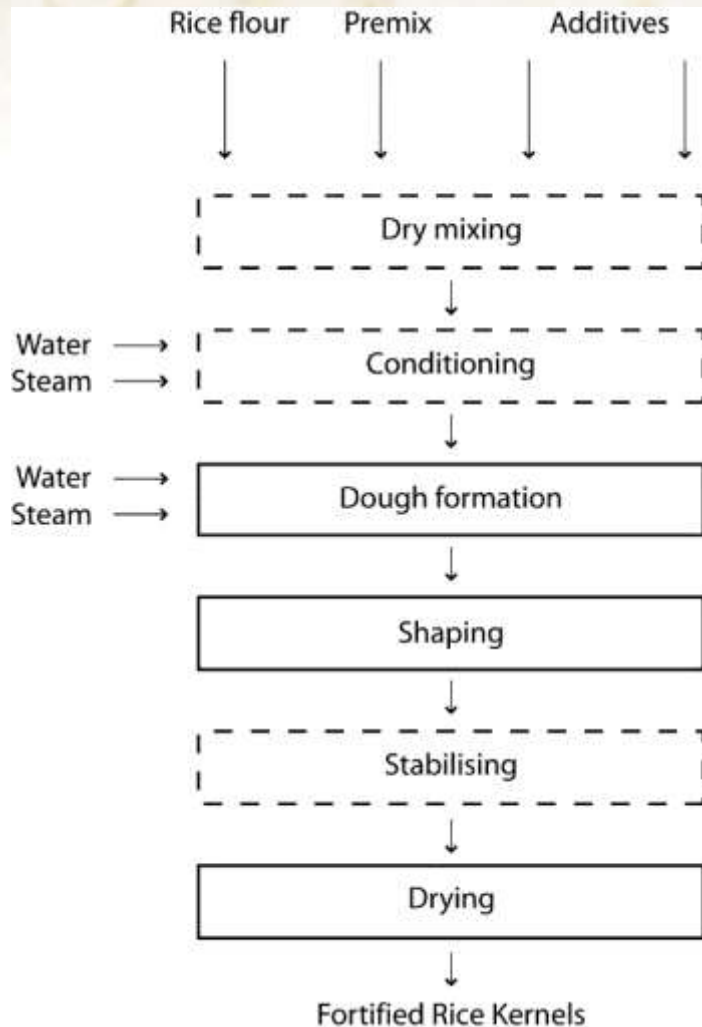 Rice flour Premix Additives
Dry mixing
Water
Steam
Conditioning
Water
Steam
Dough formation
Shaping
Stabilising
Drying
Fortified Rice Kernels